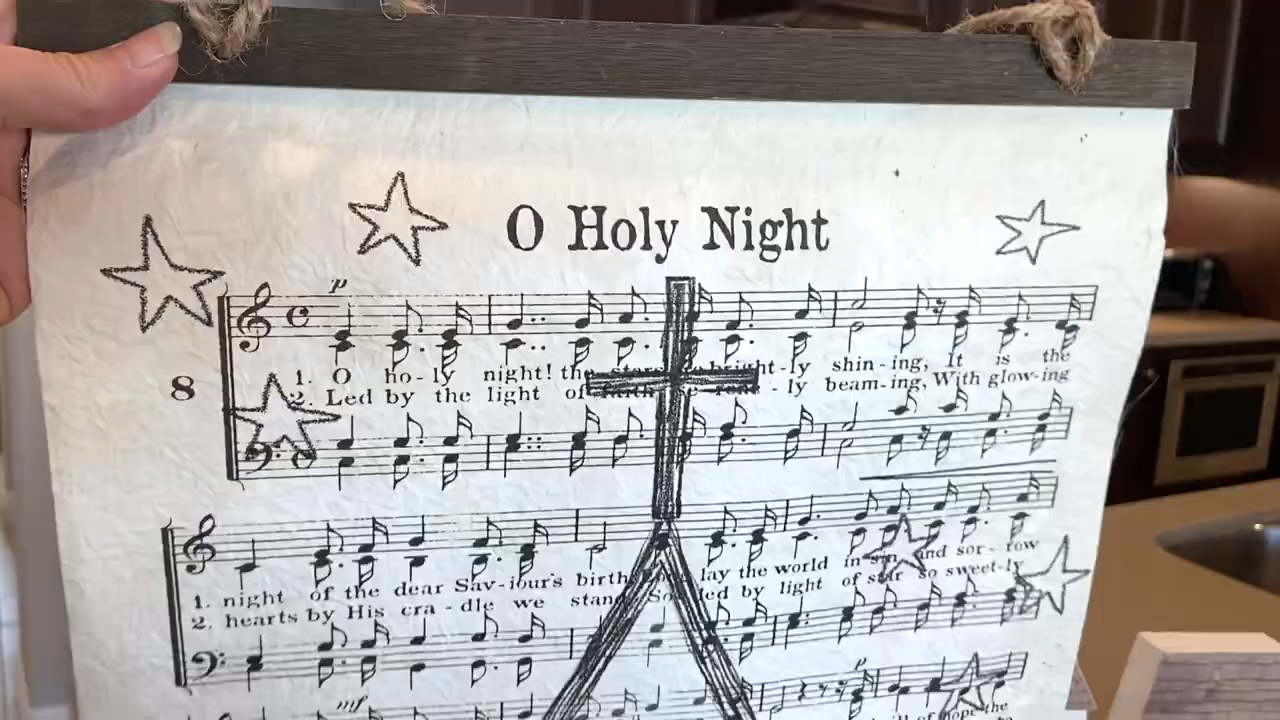 O Holy Night
p
8
1. O ho-ly night! the stars bright-ly shin-ing, It is the
2. Led by the light of faith se-rene-ly beam-ing, With glow-ing
1. night of the dear Sav-iour's birth lay the world in sin and sor-row
2. hearts by His cra-dle we stand So led by light of star so sweet-ly
p
mf
of hope the